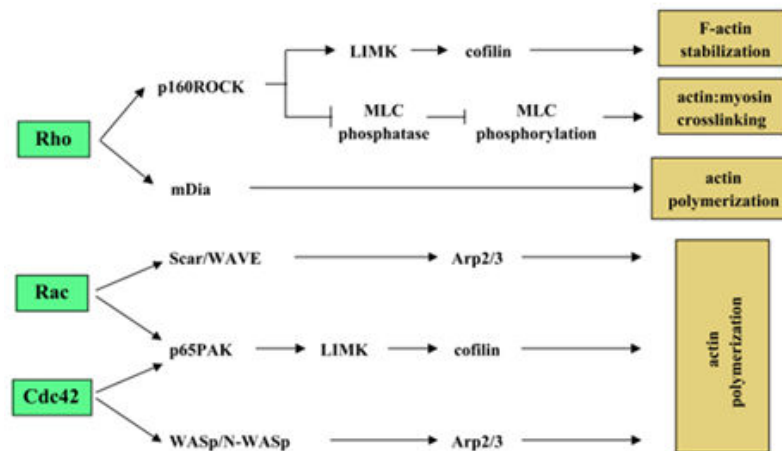 F-actin
stabilization
LIMK
cofilin
p160ROCK
actin:myosin
crosslinking
MLC
phosphatase
MLC
phosphorylation
Rho
mDia
actin
polymerization
Scar/WAVE
Arp2/3
Rac
p65PAK
LIMK
cofilin
actin
polymerization
Cdc42
WASp/N-WASp
Arp2/3